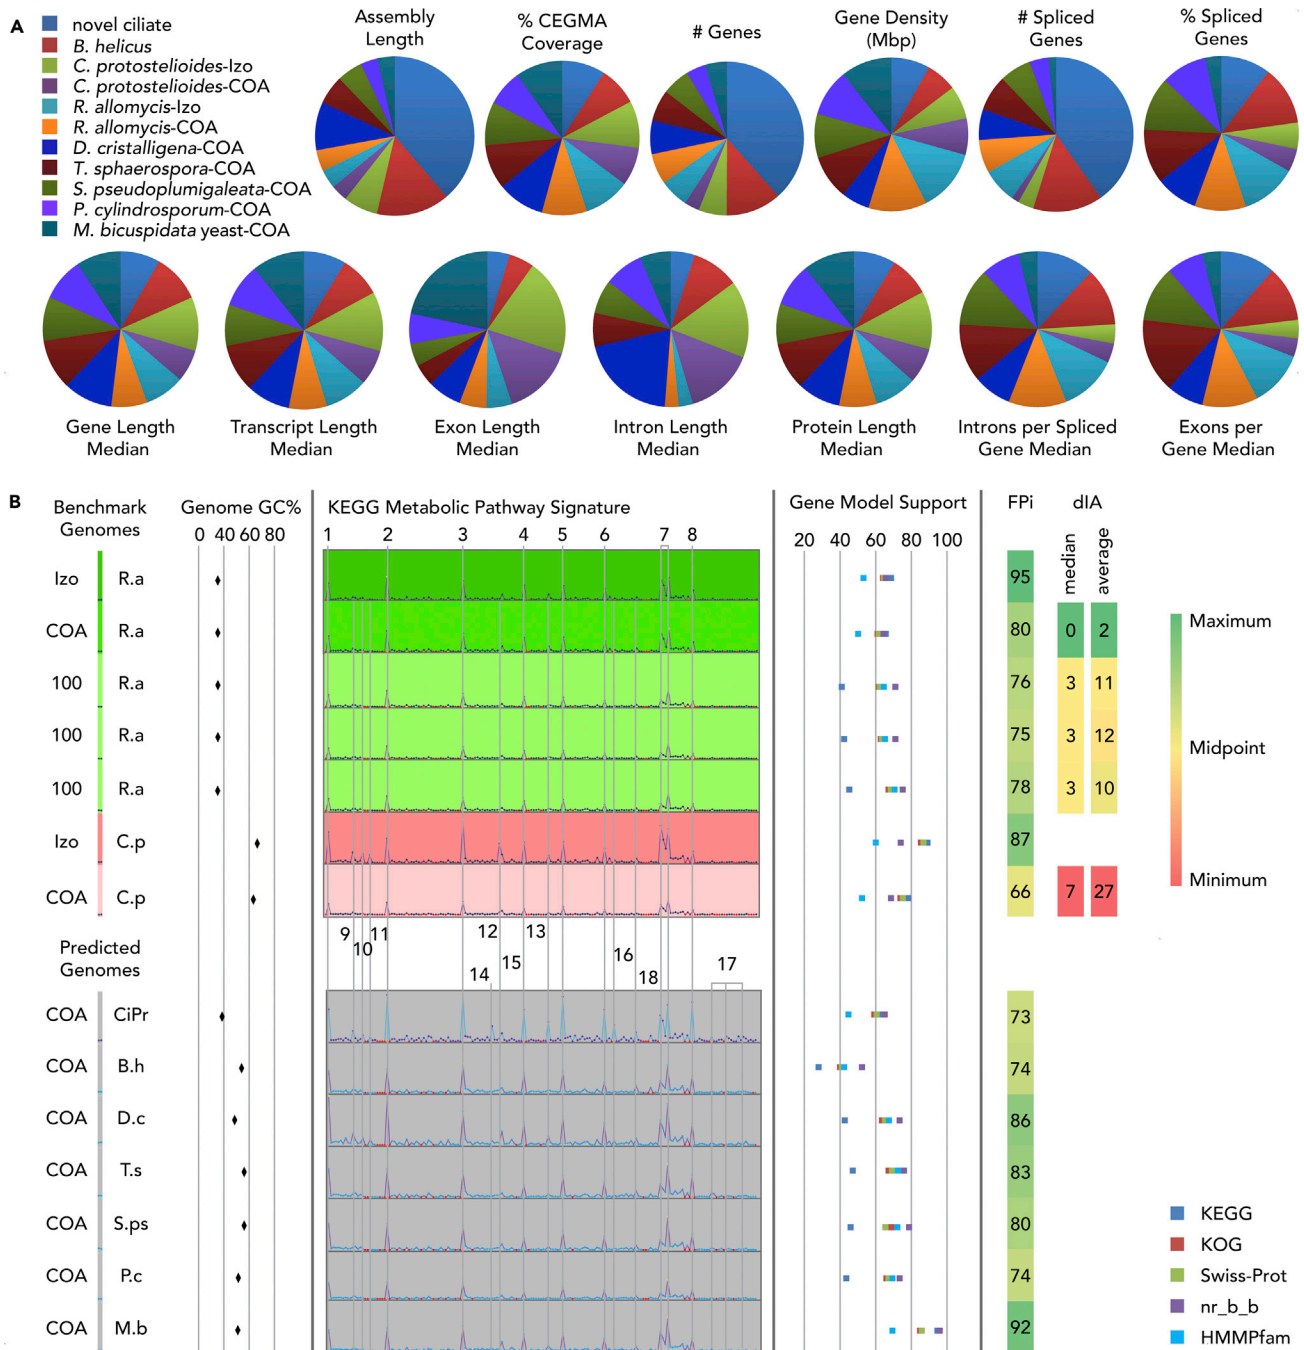 A
novel ciliate
B. helicus
C. protostelioides-Izo
C. protostelioides-COA
R. allomycis-Izo
R. allomycis-COA
D. cristalligena-COA
T. sphaerospora-COA
S. pseudoplumigaleata-COA
P. cylindrosporum-COA
M. bicuspidata yeast-COA
Assembly
Length
% CEGMA
Coverage
# Genes
Gene Density
(Mbp)
# Spliced
Genes
% Spliced
Genes
Gene Length
Median
Transcript Length
Median
Exon Length
Median
Intron Length
Median
Protein Length
Median
Introns per Spliced
Gene Median
Exons per
Gene Median
B
Benchmark
Genomes
Genome GC%
0 40 60 80
KEGG Metabolic Pathway Signature
1 2 3 4 5 6 7 8
Gene Model Support
20 40 60 80 100
FPi
dIA
median
average
Izo R.a 95
COA R.a 80 0 2
100 R.a 76 3 11
100 R.a 75 3 12
100 R.a 78 3 10
Izo C.p 87
COA C.p 66 7 27
Maximum
Midpoint
Minimum
9 10 11 12 13
14 15 16 17 18
Predicted
Genomes
COA CiPr 73
COA B.h 74
COA D.c 86
COA T.s 83
COA S.ps 80
COA P.c 74
COA M.b 92
KEGG
KOG
Swiss-Prot
nr_b_b
HMMPfam